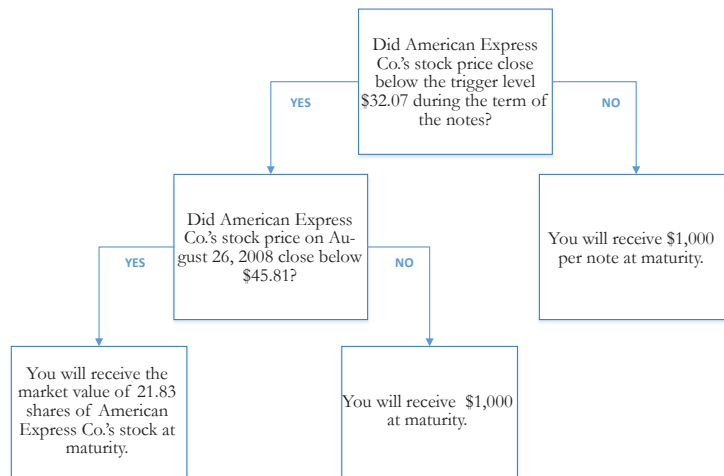 Did American Express
Co.'s stock price close
below the trigger level
$32.07 during the term of
the notes?
YES
NO
Did American Express
Co.'s stock price on Au-
gust 26, 2008 close below
$45.81?
You will receive $1,000
per note at maturity.
YES
NO
You will receive the
market value of 21.83
shares of American
Express Co.'s stock at
maturity.
You will receive $1,000
at maturity.